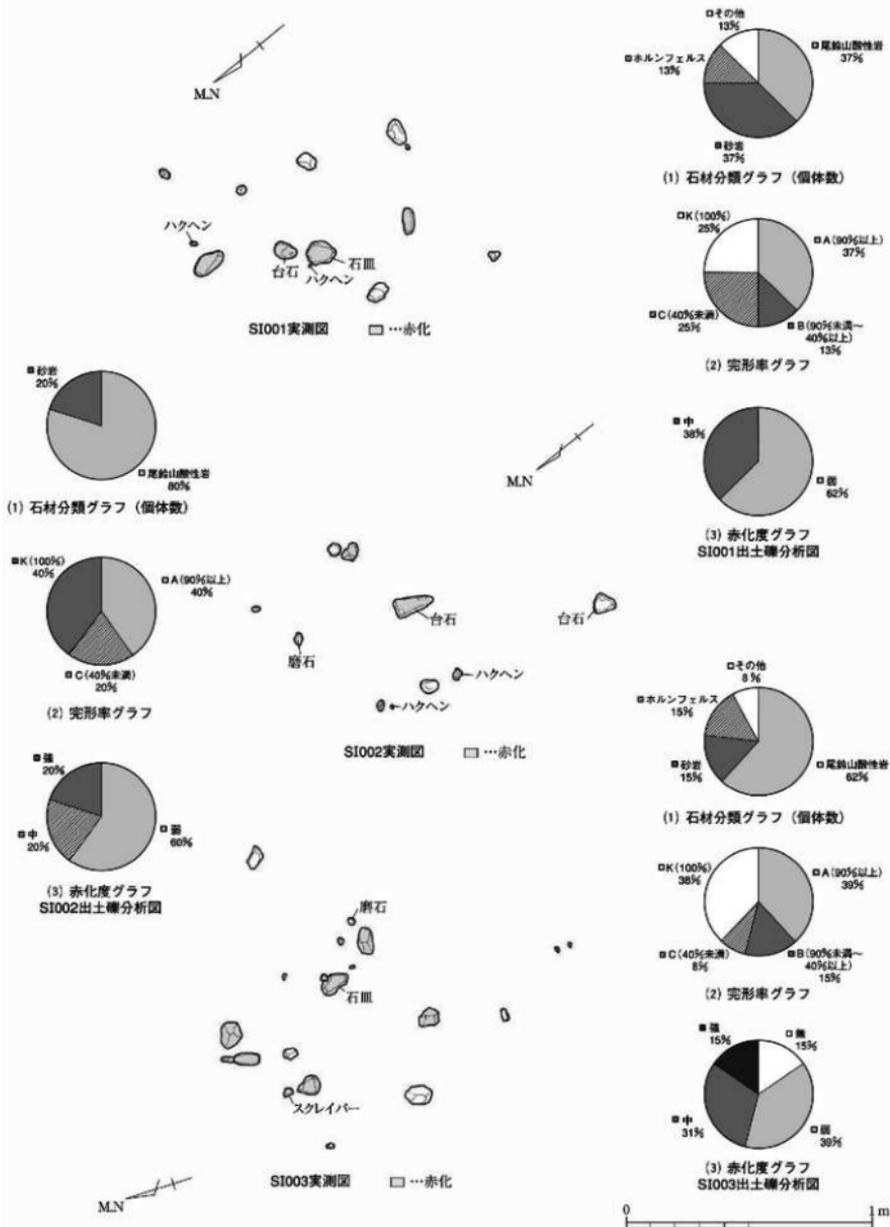 M.N
ハクヘン
台石
ハクヘン
石皿
SI001実測図 …赤化
その他
13%
ホルンフェルス
13%
尾鈴山酸性岩
37%
砂岩
37%
(1) 石材分類グラフ (個体数)
K(100%)
25%
A(90%以上)
37%
C(40%未満)
25%
B(90%未満～
40%以上)
13%
(2) 完形率グラフ
中
38%
弱
62%
(3) 赤化度グラフ
SI001出土礫分析図
砂岩
20%
尾鈴山酸性岩
80%
(1) 石材分類グラフ (個体数)
K(100%)
40%
A(90%以上)
40%
C(40%未満)
20%
(2) 完形率グラフ
強
20%
中
20%
弱
60%
(3) 赤化度グラフ
SI002出土礫分析図
M.N
台石
台石
磨石
ハクヘン
ハクヘン
SI002実測図 …赤化
その他
8%
ホルンフェルス
15%
砂岩
15%
尾鈴山酸性岩
62%
(1) 石材分類グラフ (個体数)
K(100%)
38%
A(90%以上)
39%
C(40%未満)
8%
B(90%未満～
40%以上)
15%
(2) 完形率グラフ
強
15%
無
15%
中
31%
弱
39%
(3) 赤化度グラフ
SI003出土礫分析図
磨石
石皿
スクレイパー
M.N
SI003実測図 …赤化
0 1m